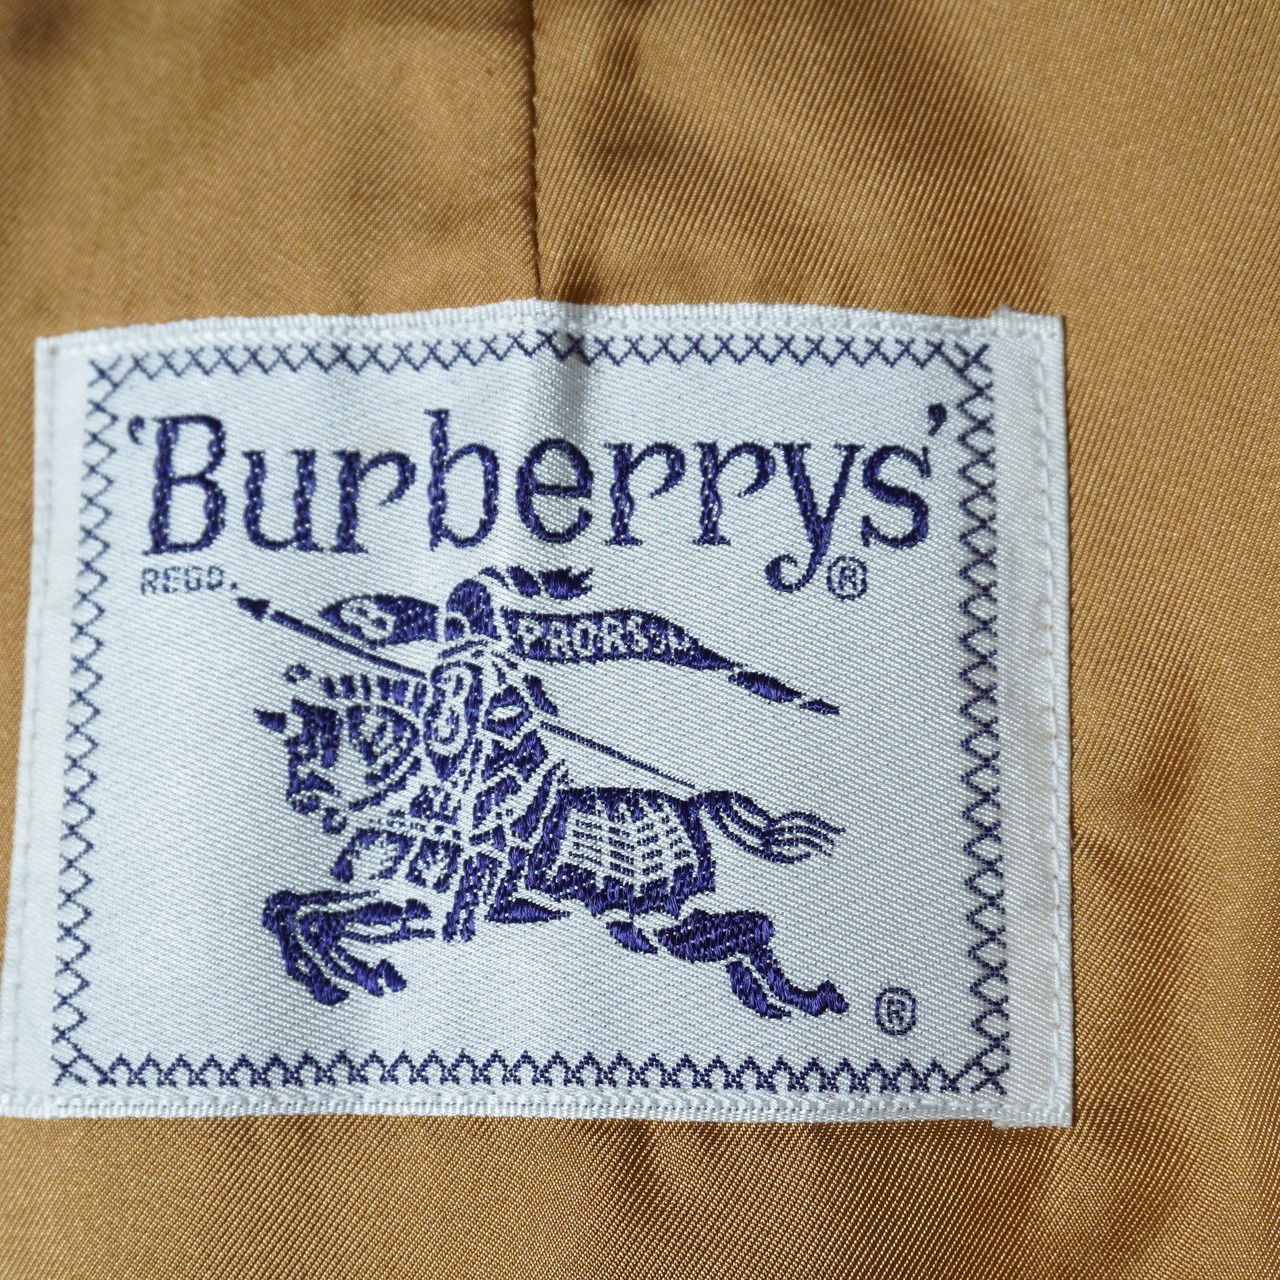 ‘Burberrys’
REGD. ®
B PRORSUM
B
®